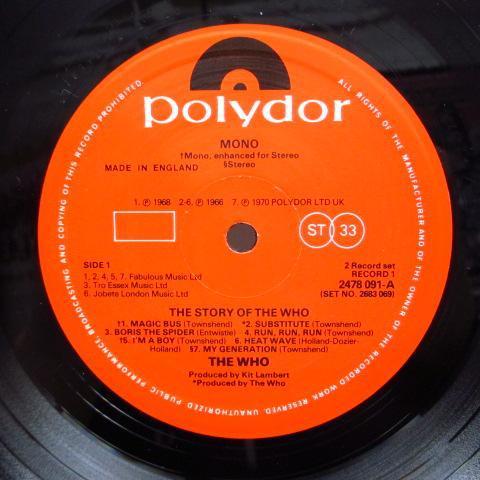 polydor
MONO
†Mono, enhanced for Stereo
§Stereo
MADE IN ENGLAND
1. ℗ 1968 2-6. ℗ 1966 7. ℗ 1970 POLYDOR LTD UK
ST 33
SIDE 1
1, 2, 4, 5, 7. Fabulous Music Ltd
3. Tro Essex Music Ltd
6. Jobete London Music Ltd
2 Record set
RECORD 1
2478 091-A
(SET NO. 2683 069)
THE STORY OF THE WHO
†1. MAGIC BUS (Townshend) *2. SUBSTITUTE (Townshend)
3. BORIS THE SPIDER (Entwistle) 4. RUN, RUN, RUN (Townshend)
†5. I'M A BOY (Townshend) 6. HEAT WAVE (Holland-Dozier-
Holland) §7. MY GENERATION (Townshend)
THE WHO
Produced by Kit Lambert
*Produced by The Who
ALL RIGHTS OF THE MANUFACTURER AND OF THE OWNER OF THE RECORDED WORK RESERVED. UNAUTHORIZED PUBLIC PERFORMANCE, BROADCASTING AND COPYING OF THIS RECORD PROHIBITED.